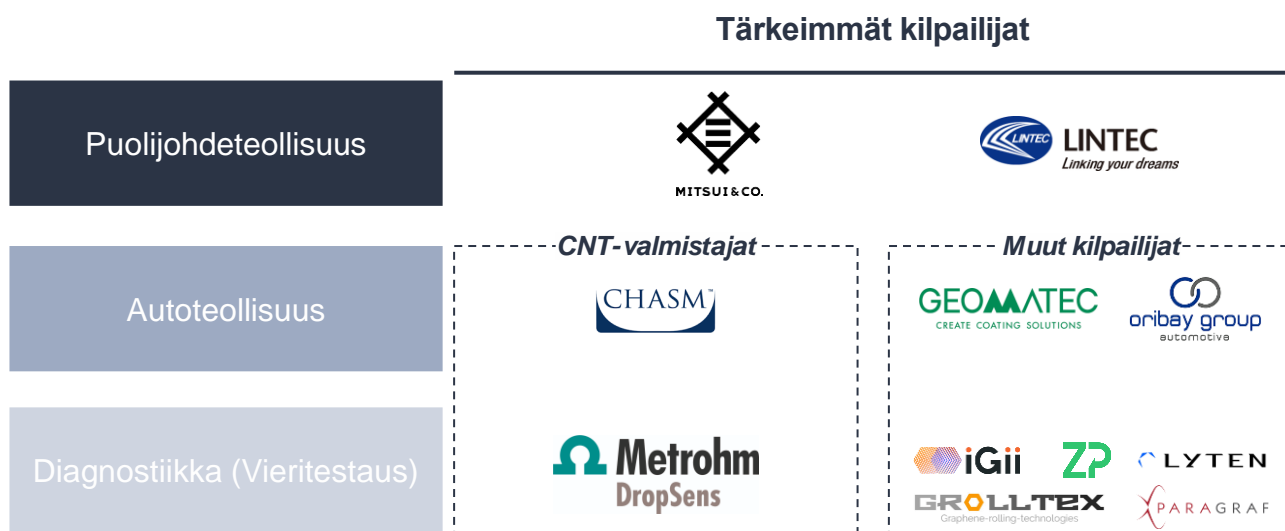 Tärkeimmät kilpailijat
Puolijohdeteollisuus
MITSUI & CO.
LINTEC
LINTEC
Linking your dreams
CNT-valmistajat
Muut kilpailijat
Autoteollisuus
CHASM™
GEOMATEC
CREATE COATING SOLUTIONS
oribay group
automotive
Diagnostiikka (Vieritestaus)
Metrohm
DropSens
iGii
ZP
LYTEN
GROLLTEX
Graphene-rolling-technologies
PARAGRAF